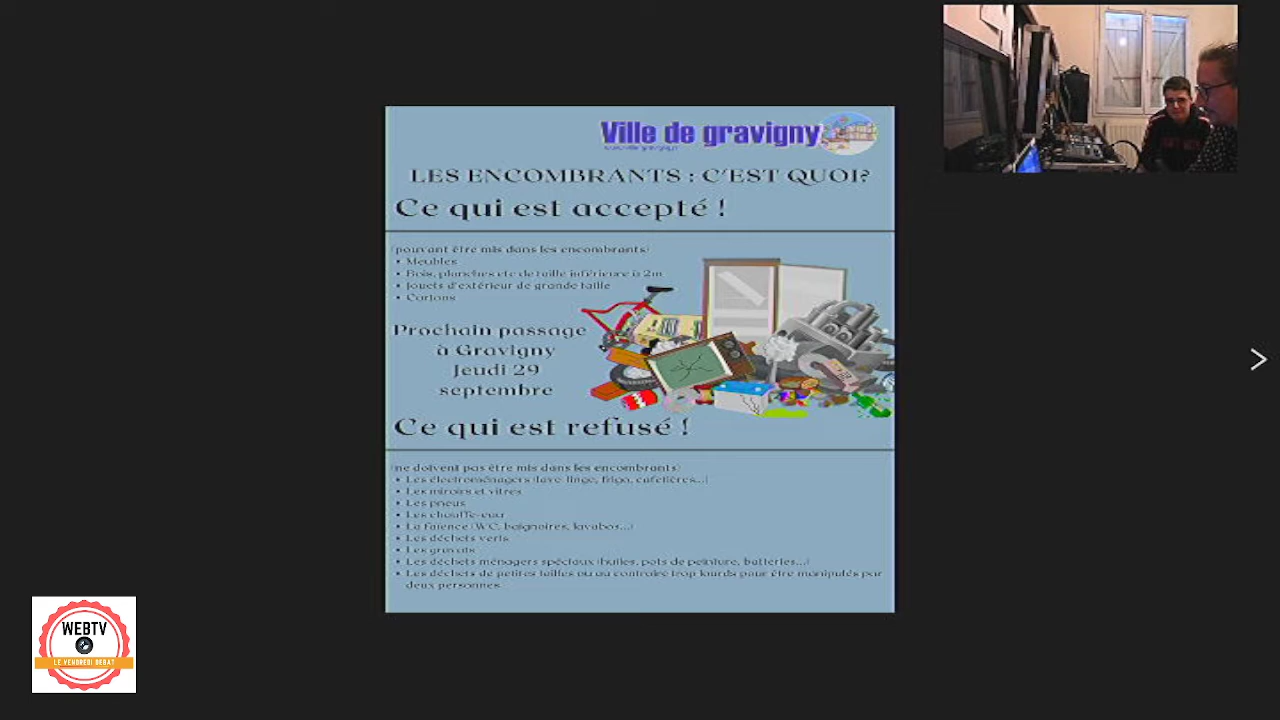 Ville de gravigny
LES ENCOMBRANTS : C'EST QUOI?
Ce qui est accepté !
(pouvant être mis dans les encombrants)
• Meubles
• Bois, planches etc de taille inférieure à 2m
• Jouets d'extérieur de grande taille
• Cartons
Prochain passage
à Gravigny
Jeudi 29
septembre
Ce qui est refusé !
(ne doivent pas être mis dans les encombrants)
• Les électroménagers (lave-linge, frigo, cafetières...)
• Les miroirs et vitres
• Les pneus
• Les chauffe-eau
• La faïence (WC, baignoires, lavabos...)
• Les déchets verts
• Les gravats
• Les déchets ménagers spéciaux (huiles, pots de peinture, batteries...)
• Les déchets de petites tailles ou au contraire trop lourds pour être manipulés par
deux personnes
WEBTV
LE VENDREDI DEBAT